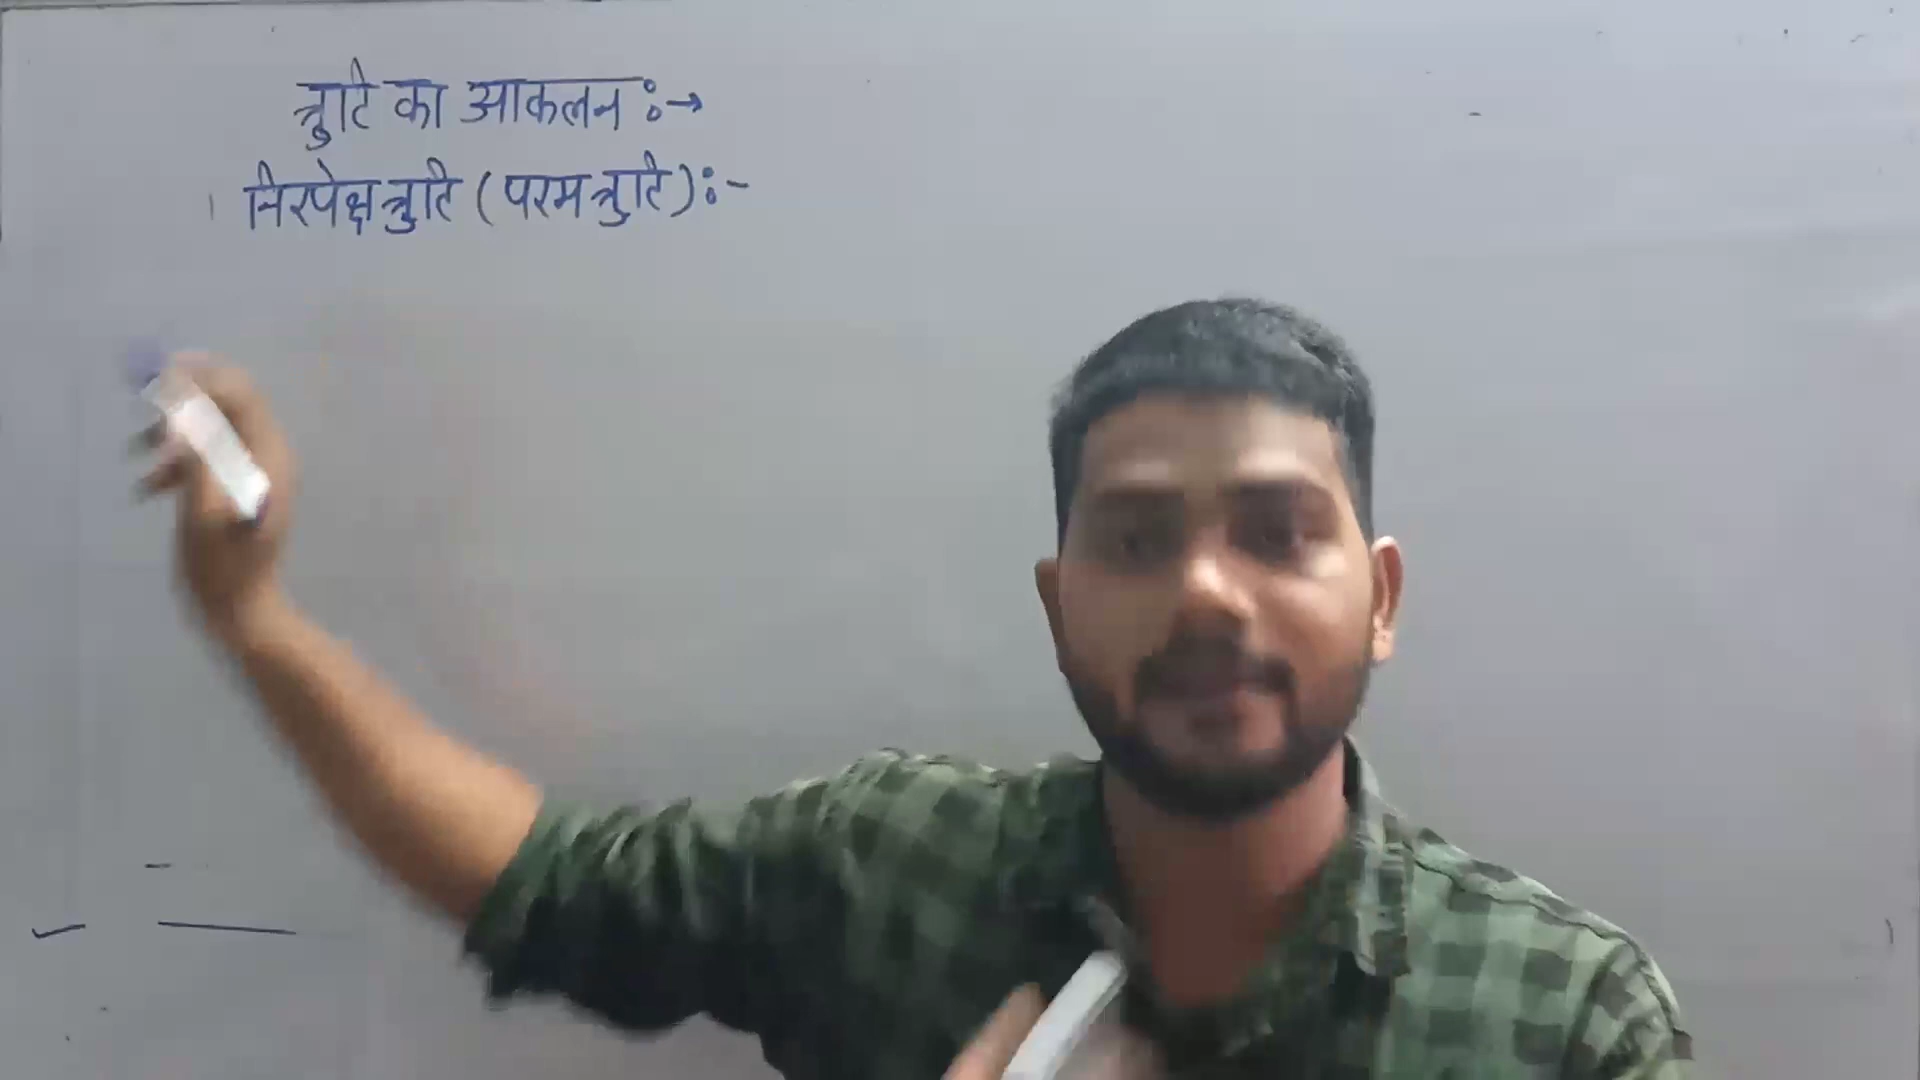 त्रुटि का आकलन :→
निरपेक्ष त्रुटि (परम त्रुटि) :-